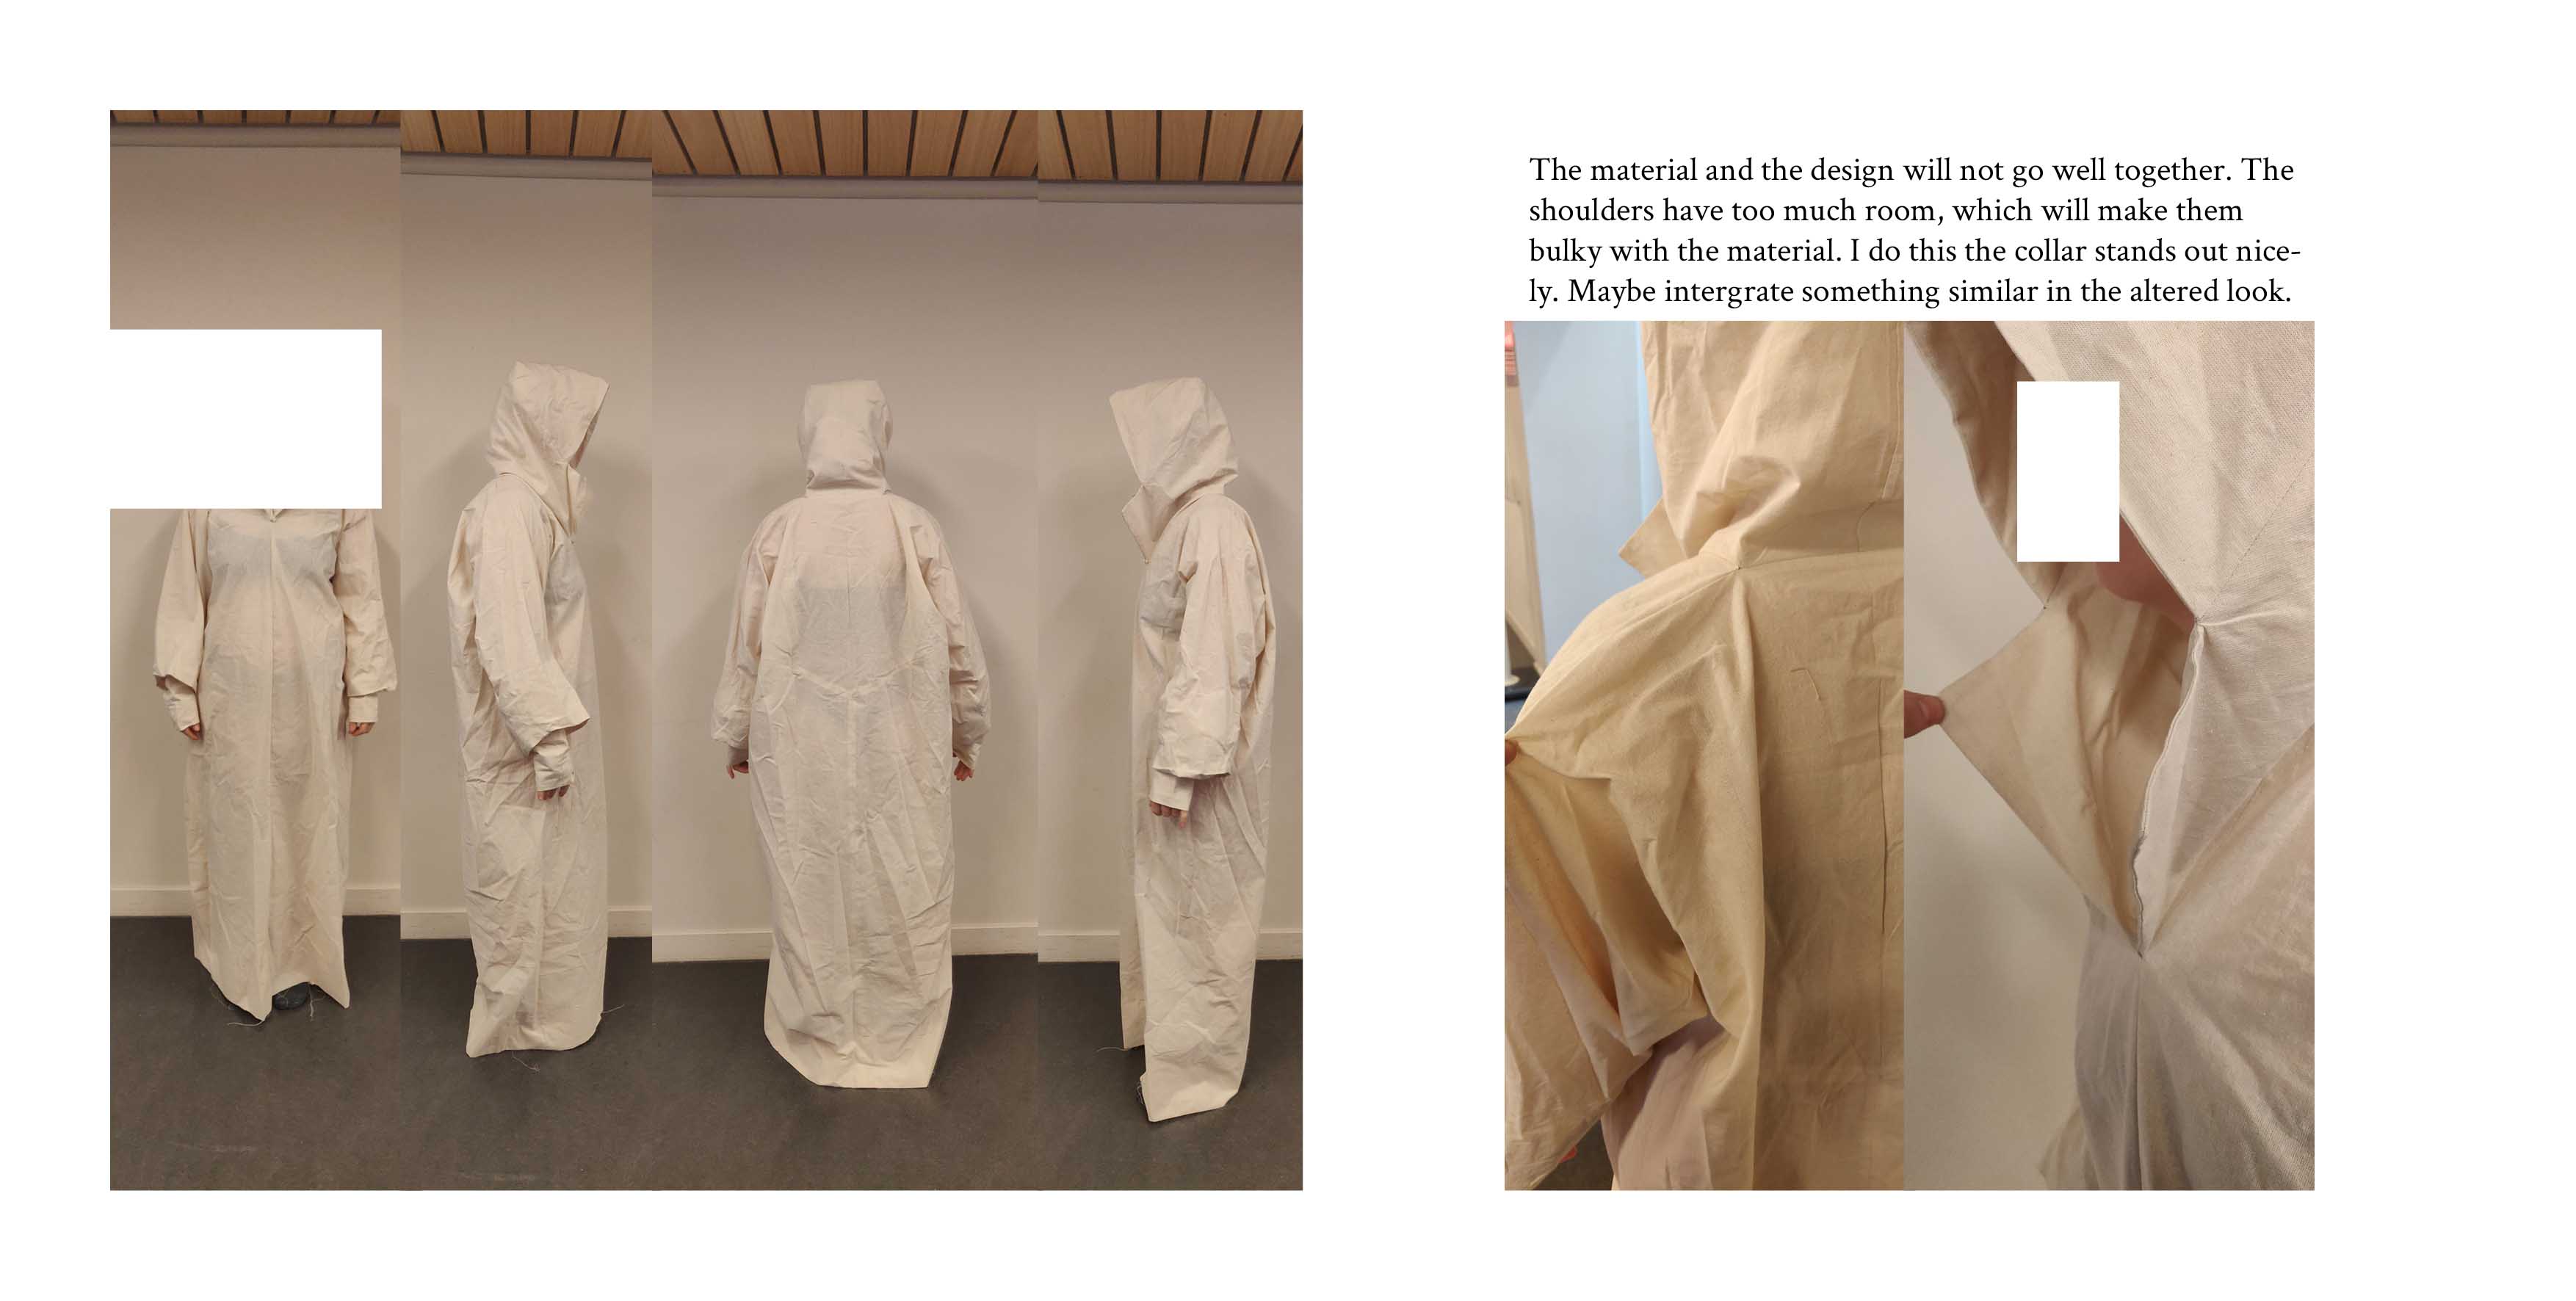 The material and the design will not go well together. The
shoulders have too much room, which will make them
bulky with the material. I do this the collar stands out nice-
ly. Maybe intergrate something similar in the altered look.